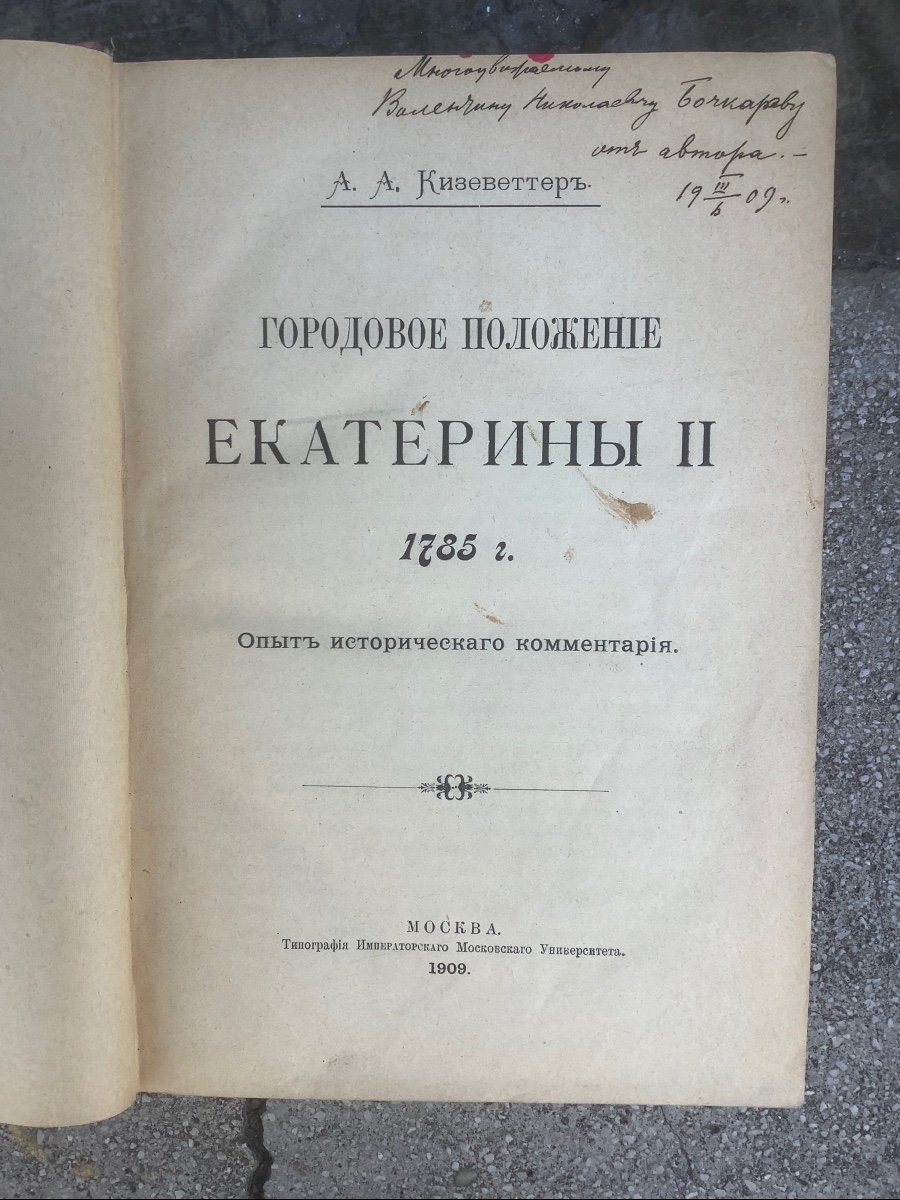 Многоуважаемому
Валентину Николаевичу Бочкареву
отъ автора. —
19 III/6 09 г.
А. А. Кизеветтеръ.
ГОРОДОВОЕ ПОЛОЖЕНІЕ
ЕКАТЕРИНЫ II
1785 г.
Опытъ историческаго комментарія.
МОСКВА.
Типографія Императорскаго Московскаго Университета.
1909.